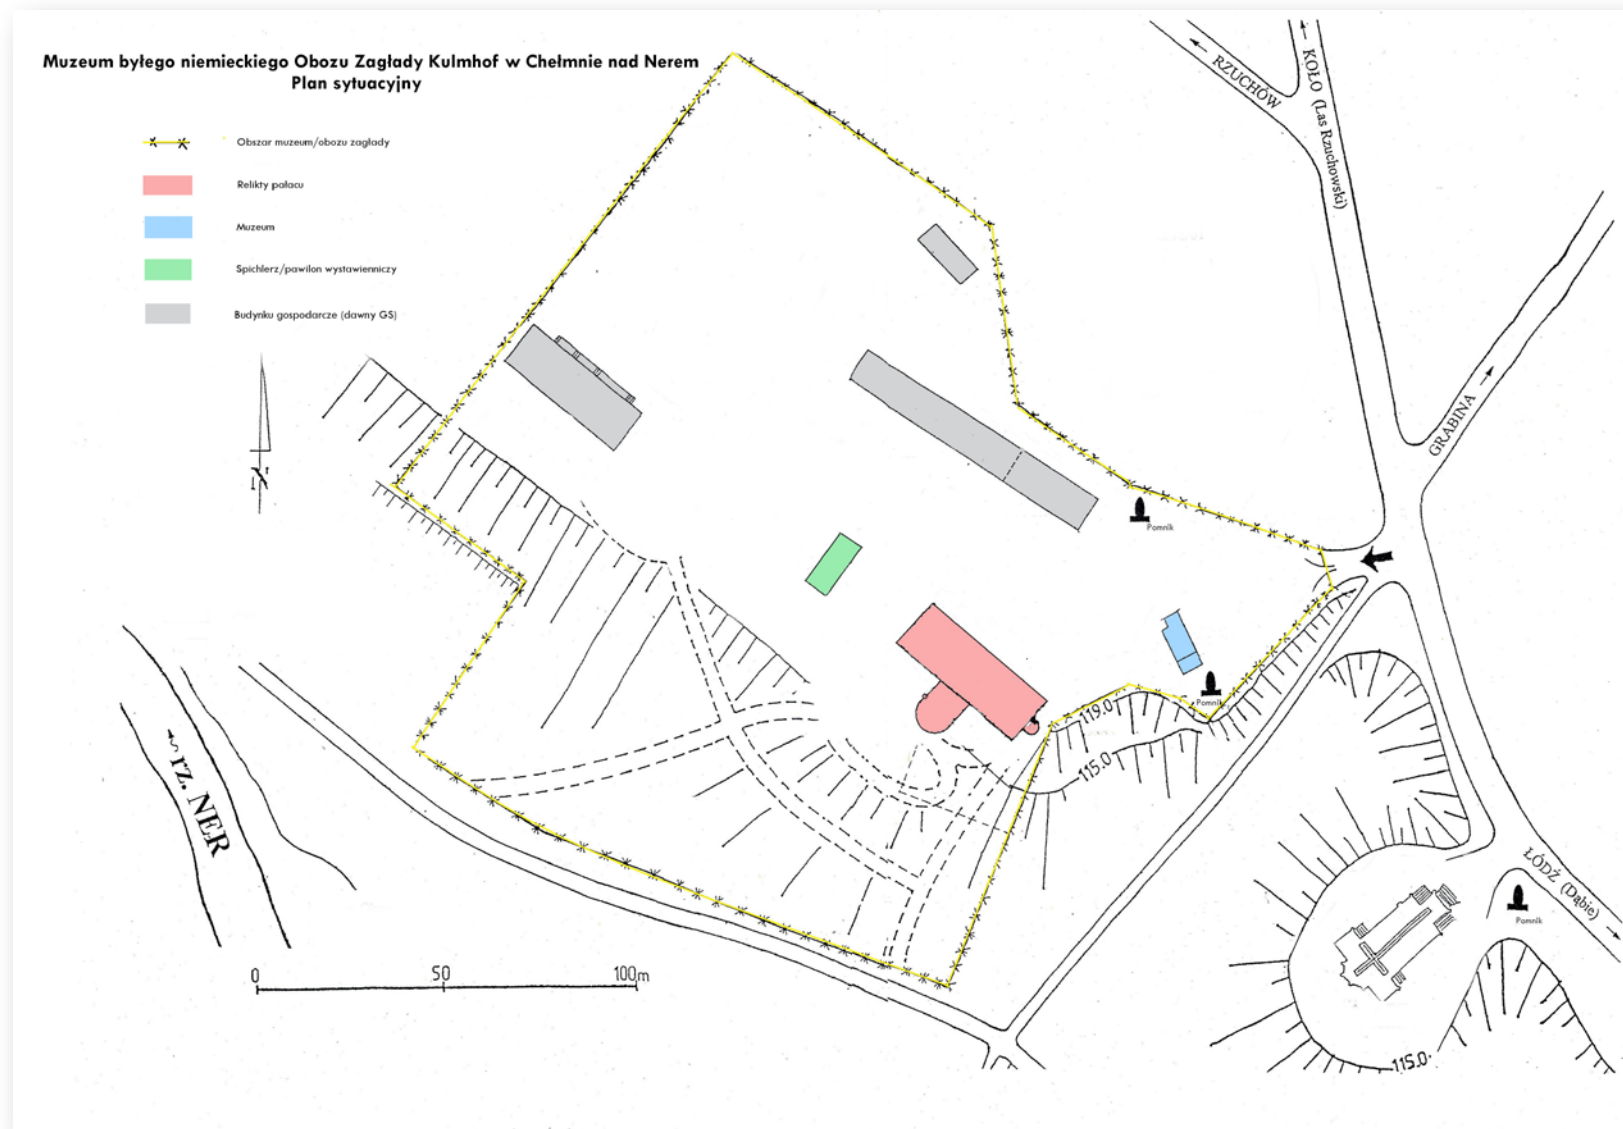 Muzeum byłego niemieckiego Obozu Zagłady Kulmhof w Chełmnie nad Nerem
Plan sytuacyjny
Obszar muzeum/obozu zagłady
Relikty pałacu
Muzeum
Spichlerz/pawilon wystawienniczy
Budynku gospodarcze (dawny GS)
N
RZUCHÓW
KOŁO (Las Rzuchowski)
GRABINA
Pomnik
Pomnik
119.0
115.0
rz. NER
ŁÓDŹ (Dąbie)
Pomnik
0 50 100m
115.0